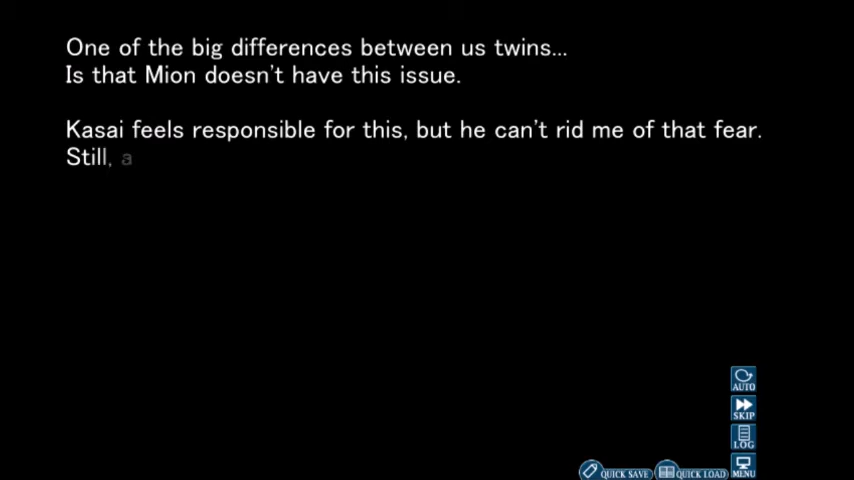 One of the big differences between us twins...
Is that Mion doesn't have this issue.
Kasai feels responsible for this, but he can't rid me of that fear.
Still, a
AUTO
SKIP
LOG
MENU
QUICK SAVE
QUICK LOAD